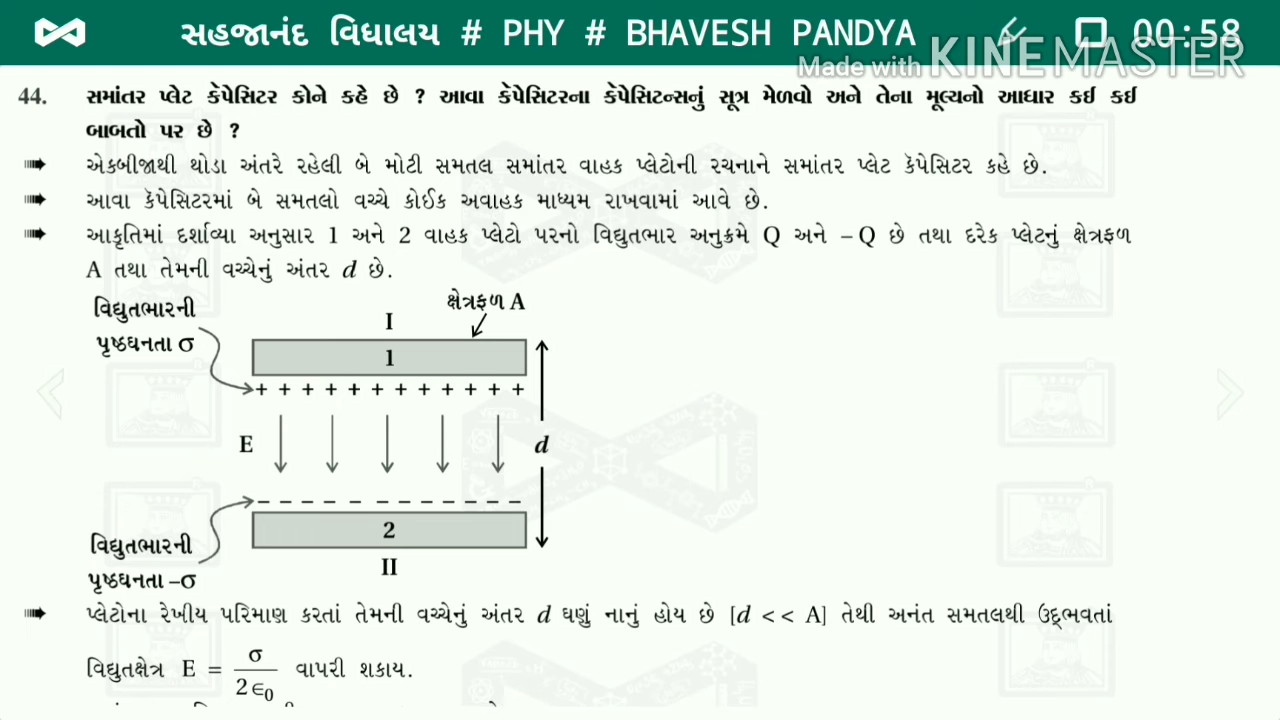 સહજાનંદ વિધાલય # PHY # BHAVESH PANDYA
00:58
Made with KINEMASTER
44. સમાંતર પ્લેટ કૅપેસિટર કોને કહે છે ? આવા કૅપેસિટરના કૅપેસિટન્સનું સૂત્ર મેળવો અને તેના મૂલ્યનો આધાર કઈ કઈ
બાબતો પર છે ?
એકબીજાથી થોડા અંતરે રહેલી બે મોટી સમતલ સમાંતર વાહક પ્લેટોની રચનાને સમાંતર પ્લેટ કૅપેસિટર કહે છે.
આવા કૅપેસિટરમાં બે સમતલો વચ્ચે કોઈક અવાહક માધ્યમ રાખવામાં આવે છે.
આકૃતિમાં દર્શાવ્યા અનુસાર 1 અને 2 વાહક પ્લેટો પરનો વિદ્યુતભાર અનુક્રમે Q અને – Q છે તથા દરેક પ્લેટનું ક્ષેત્રફળ
A તથા તેમની વચ્ચેનું અંતર d છે.
વિદ્યુતભારની
પૃષ્ઠઘનતા σ
ક્ષેત્રફળ A
I
1
+ + + + + + + + + + + +
E
d
– – – – – – – – – – – –
2
II
વિદ્યુતભારની
પૃષ્ઠઘનતા –σ
પ્લેટોના રેખીય પરિમાણ કરતાં તેમની વચ્ચેનું અંતર d ઘણું નાનું હોય છે [d << A] તેથી અનંત સમતલથી ઉદ્દ્ભવતાં
વિદ્યુતક્ષેત્ર E = σ / 2∈₀ વાપરી શકાય.